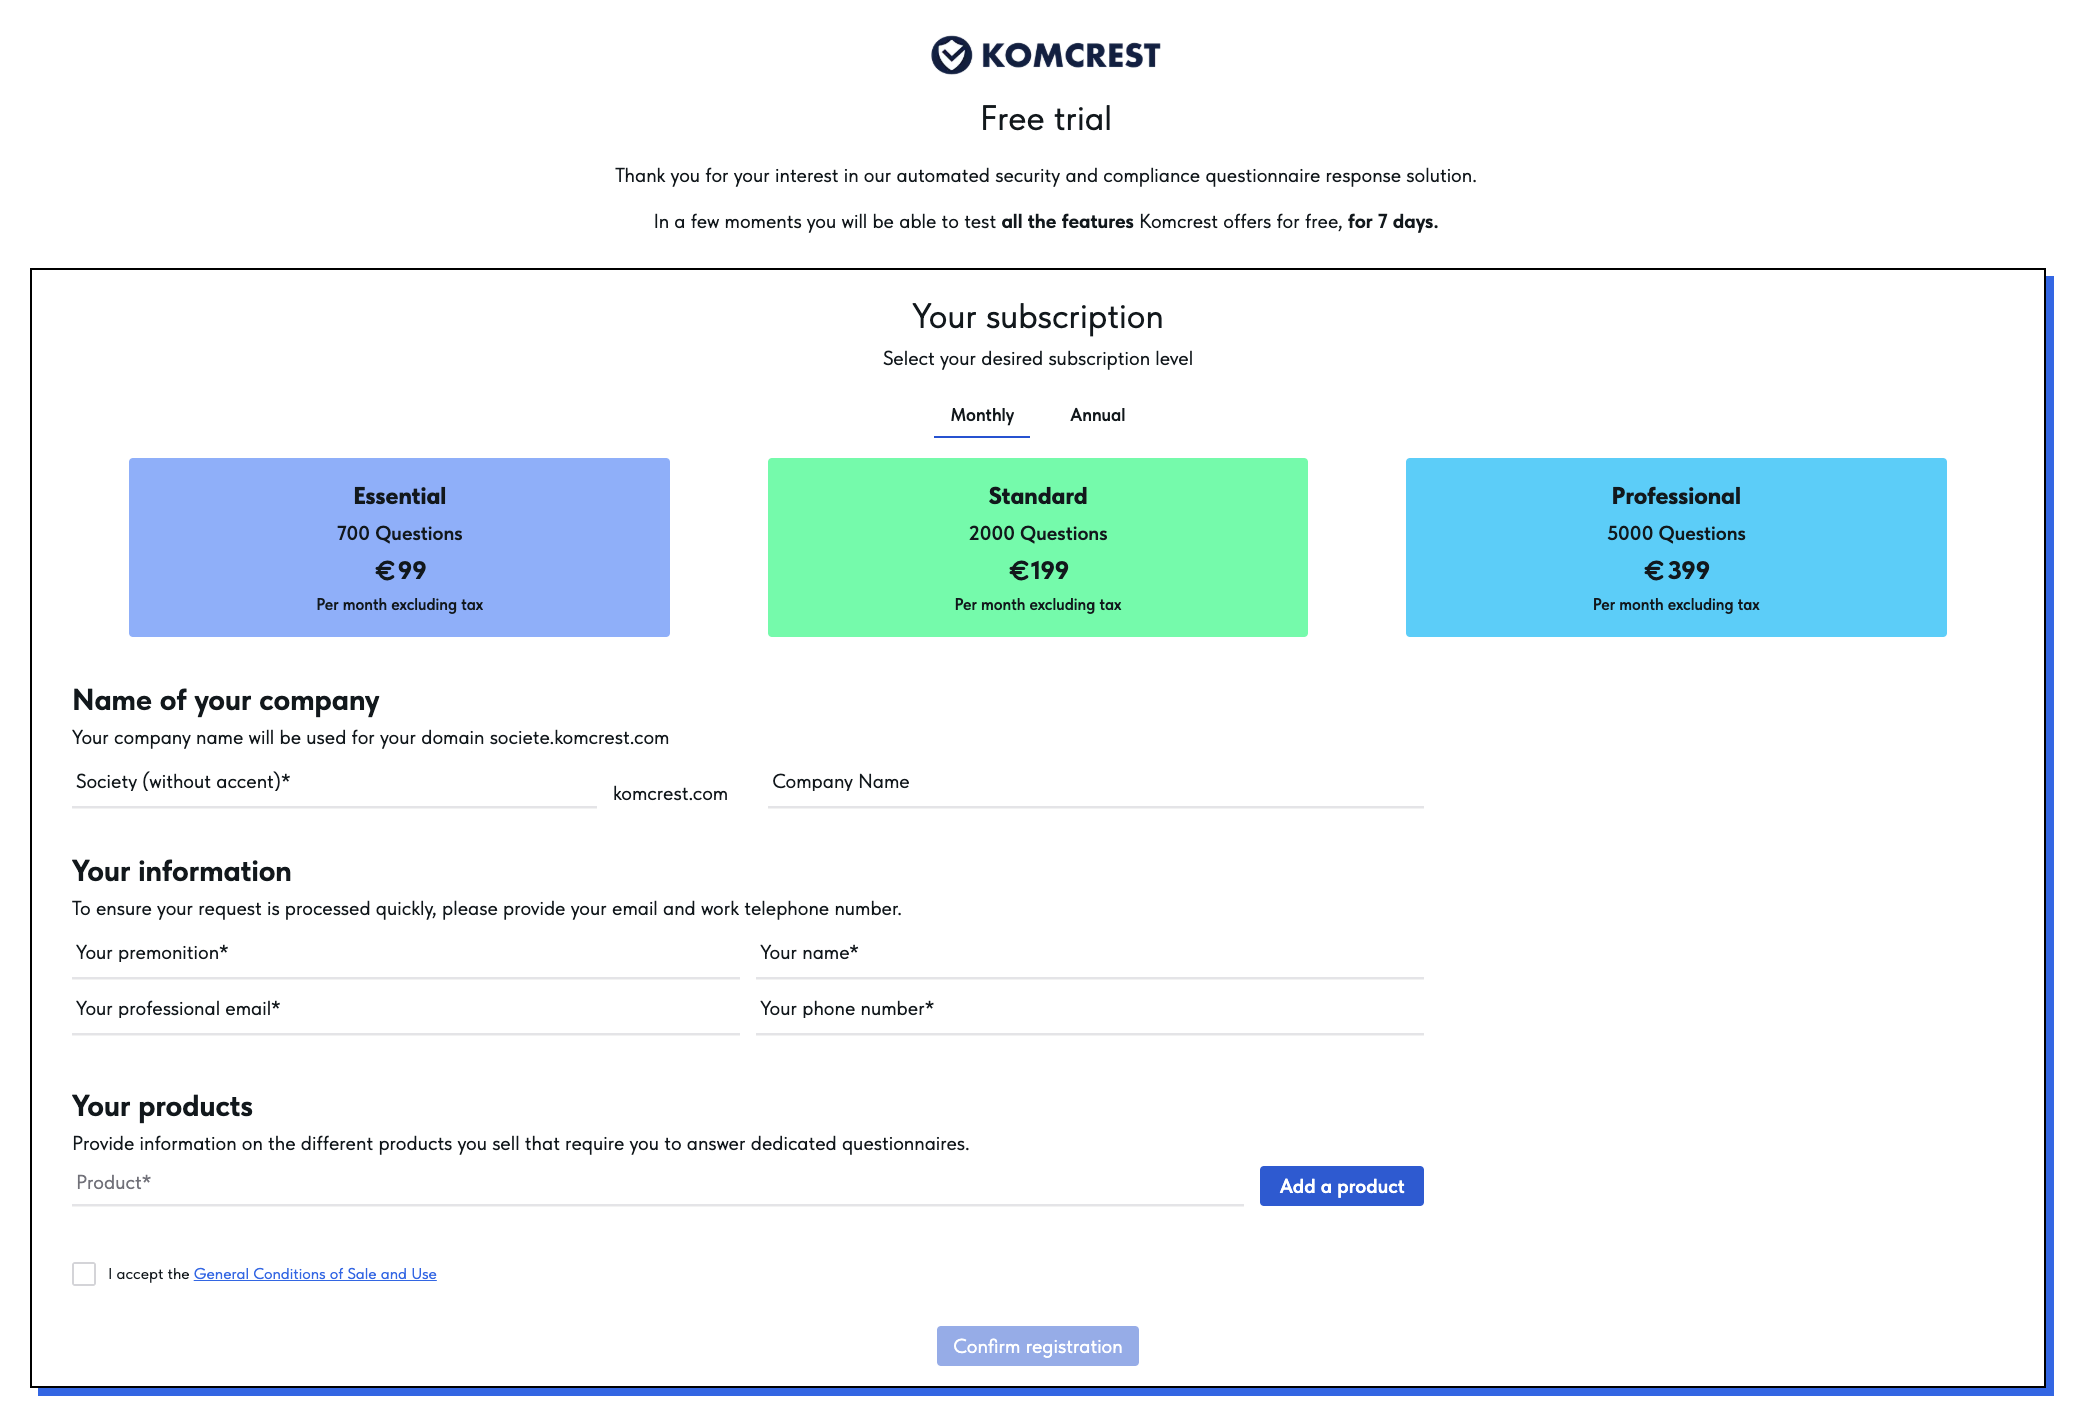 KOMCREST
Free trial
Thank you for your interest in our automated security and compliance questionnaire response solution.
In a few moments you will be able to test all the features Komcrest offers for free, for 7 days.
Your subscription
Select your desired subscription level
Monthly Annual
Essential
700 Questions
€99
Per month excluding tax
Standard
2000 Questions
€199
Per month excluding tax
Professional
5000 Questions
€399
Per month excluding tax
Name of your company
Your company name will be used for your domain societe.komcrest.com
Society (without accent)* komcrest.com Company Name
Your information
To ensure your request is processed quickly, please provide your email and work telephone number.
Your premonition* Your name*
Your professional email* Your phone number*
Your products
Provide information on the different products you sell that require you to answer dedicated questionnaires.
Product* Add a product
I accept the General Conditions of Sale and Use
Confirm registration